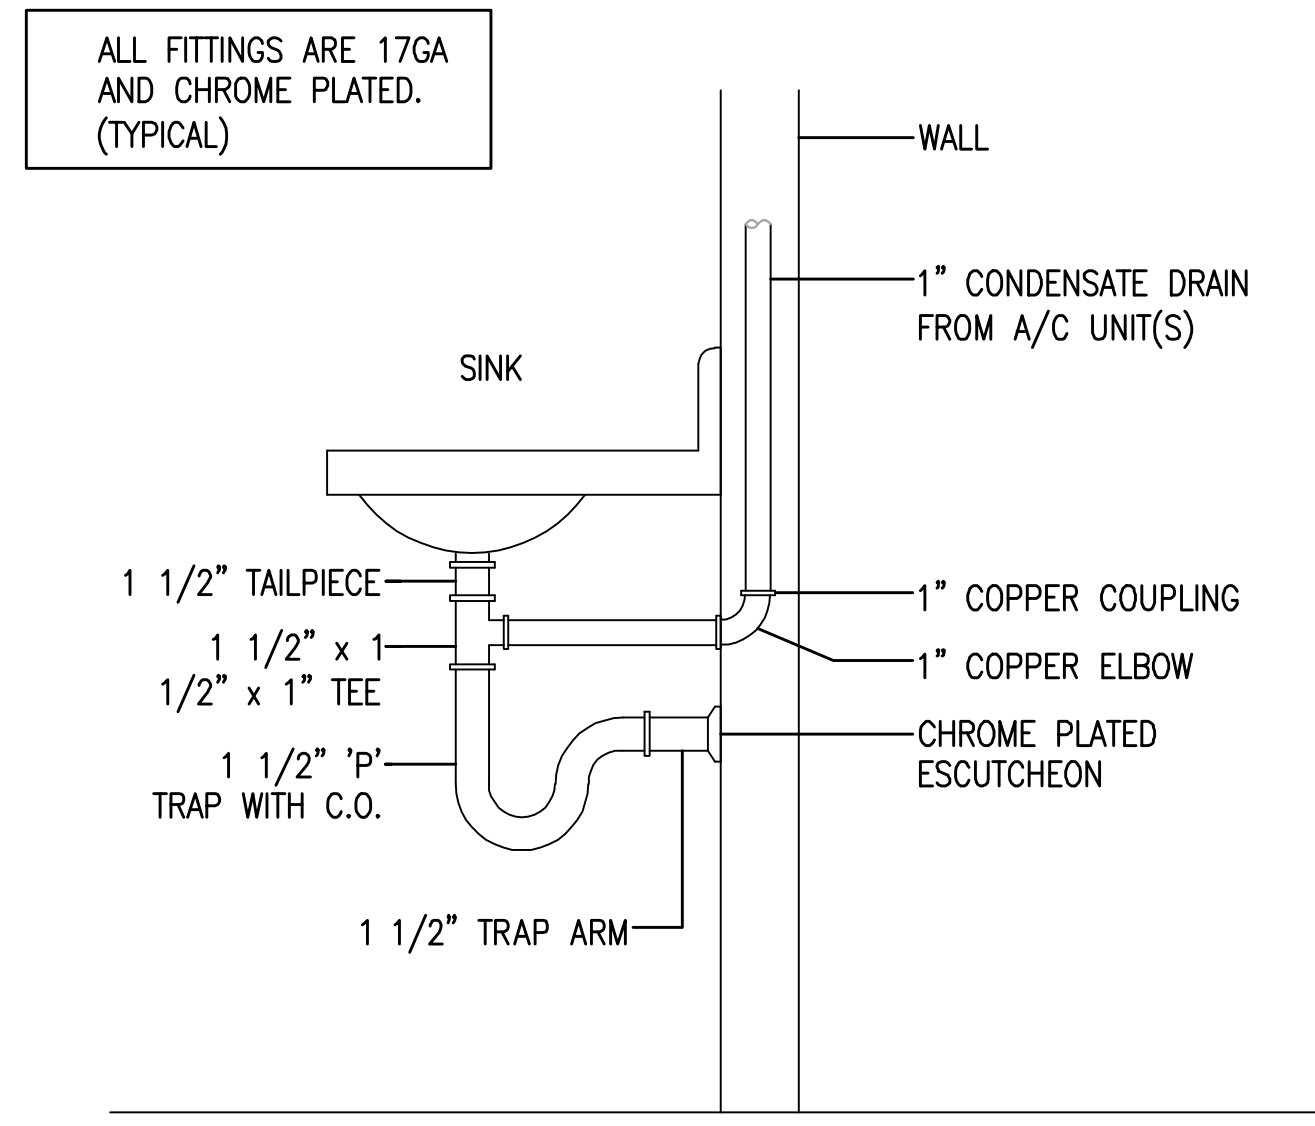 ALL FITTINGS ARE 17GA
AND CHROME PLATED.
(TYPICAL)
WALL
1” CONDENSATE DRAIN
FROM A/C UNIT(S)
SINK
1 1/2” TAILPIECE
1 1/2” x 1
1/2” x 1” TEE
1 1/2” 'P'
TRAP WITH C.O.
1 1/2” TRAP ARM
1” COPPER COUPLING
1” COPPER ELBOW
CHROME PLATED
ESCUTCHEON